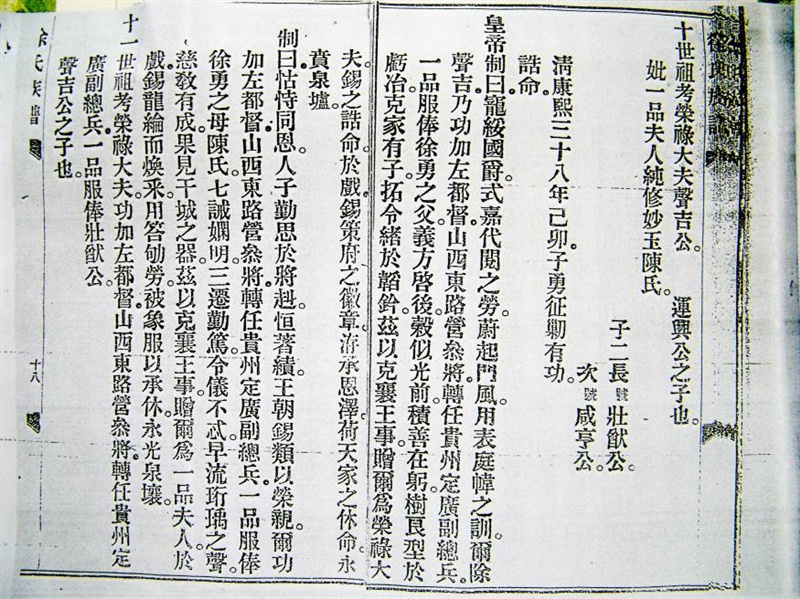 十世祖考榮祿大夫聲吉公。 運興公之子也。
妣一品夫人純修妙玉陳氏。
子二長號壯猷公。
次號咸亨公。
清康熙三十八年己卯子勇征勦有功。
誥命。
皇帝制曰寵綏國爵式嘉代閥之勞蔚起門風用表庭幃之訓。爾除
聲吉乃功加左都督山西東路營叅將轉任貴州定廣副總兵
一品服俸徐勇之父。義方啓後。穀似光前。積善在躬。樹良型於
虧冶克家有子。拓令緒於韜鈐茲以克襄王事。贈爾爲榮祿大
夫。錫之誥命於戲。錫策府之徽章。洊承恩澤荷天家之休命。永
賁泉壚。
制曰怙恃同恩。人子勤思於將。赳恒著績。王朝錫類以榮親。爾功
加左都督山西東路營叅將轉任貴州定廣副總兵一品服俸
徐勇之母陳氏七誡嫻明。三遷勤篤。令儀不忒。早流珩瑀之聲
慈教有成。果見干城之器。茲以克襄王事。贈爾爲一品夫人。於
戲。錫龍綸而煥釆。用答劬勞。被象服以承休。永光泉壤。
十一世祖考榮祿大夫功加左都督山西東路營叅將轉任貴州定
廣副總兵一品服俸壯猷公。
聲吉公之子也。
徐氏族譜
十八